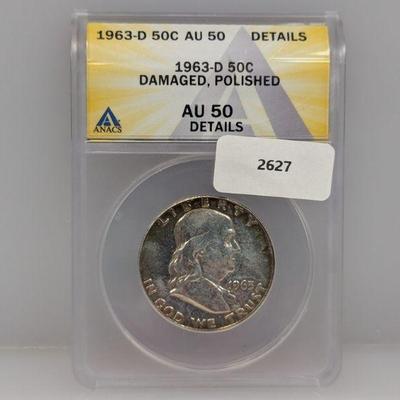 1963-D 50C AU 50 DETAILS
1963-D 50C
DAMAGED, POLISHED
AU 50
DETAILS
ANACS
2627
LIBERTY
1963
IN GOD WE TRUST